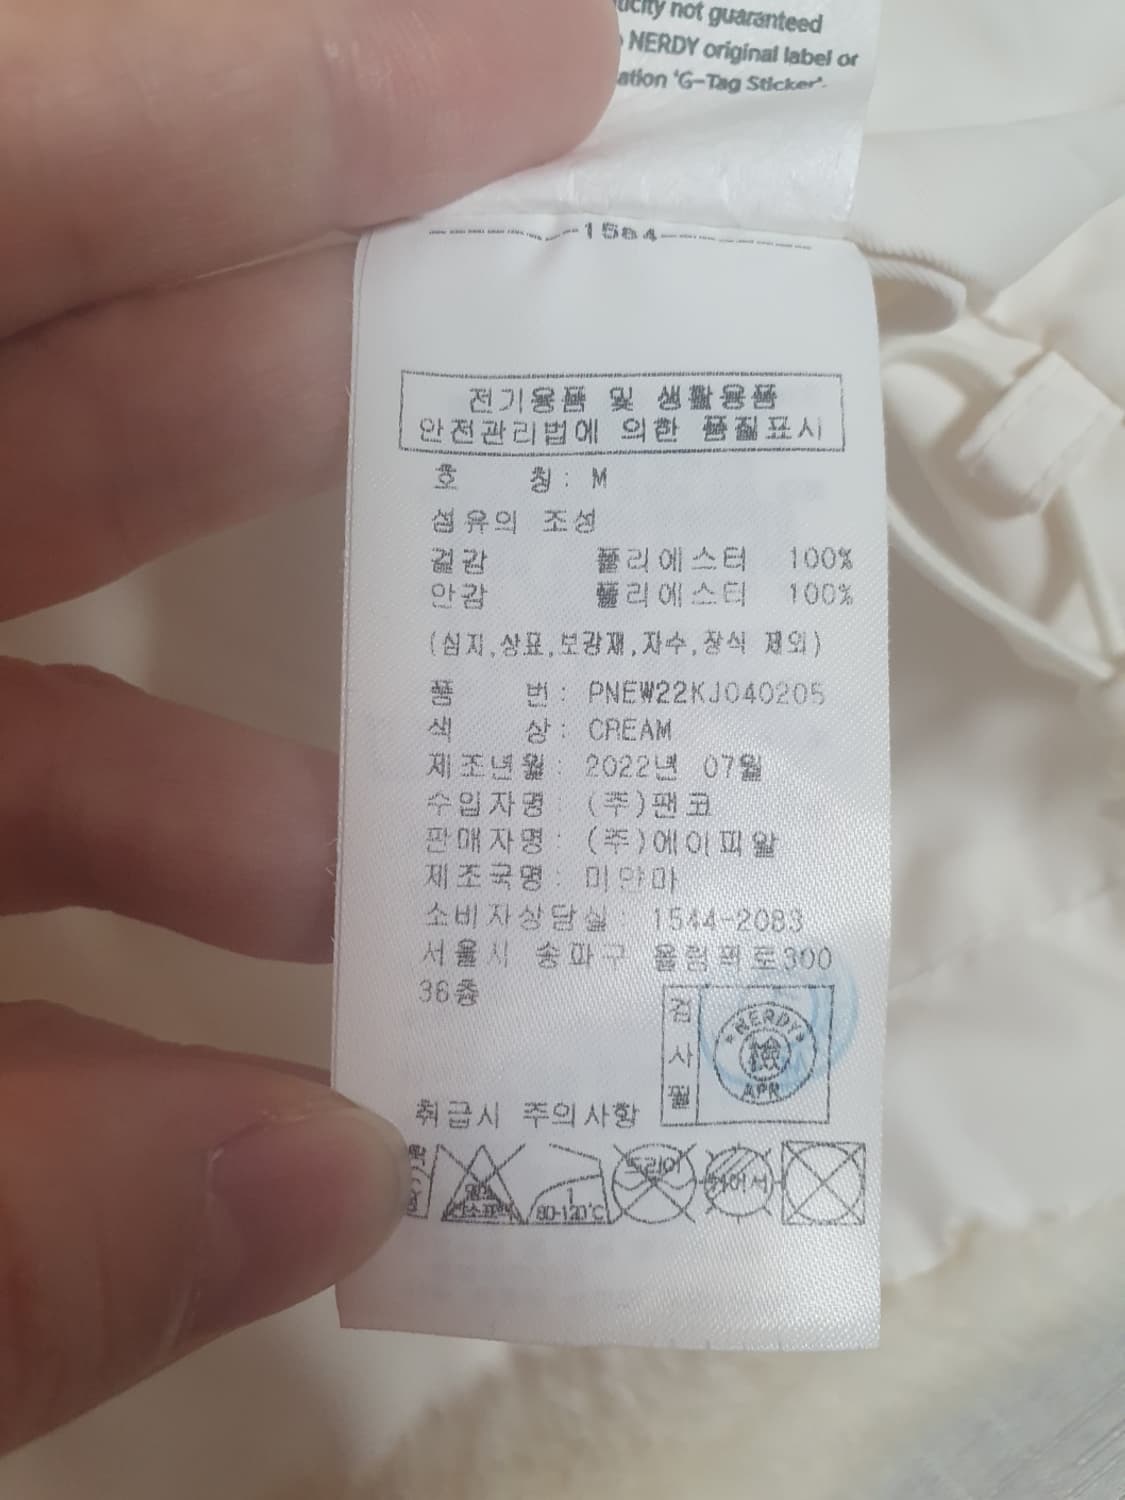 not guaranteed
NERDY original label or
'G-Tag Sticker'.
1584
전기용품 및 생활용품
안전관리법에 의한 품질표시
호 칭: M
섬유의 조성
겉감 폴리에스터 100%
안감 폴리에스터 100%
(심지,상표,보강재,자수,장식 제외)
품 번: PNEW22KJ040205
색 상: CREAM
제조년월: 2022년 07월
수입자명: (주)팬코
판매자명: (주)에이피알
제조국명: 미얀마
소비자상담실: 1544-2083
서울시 송파구 올림픽로300
36층
검사필
NERDY
檢
APR
취급시 주의사항
염소표백
80-120℃
드라이